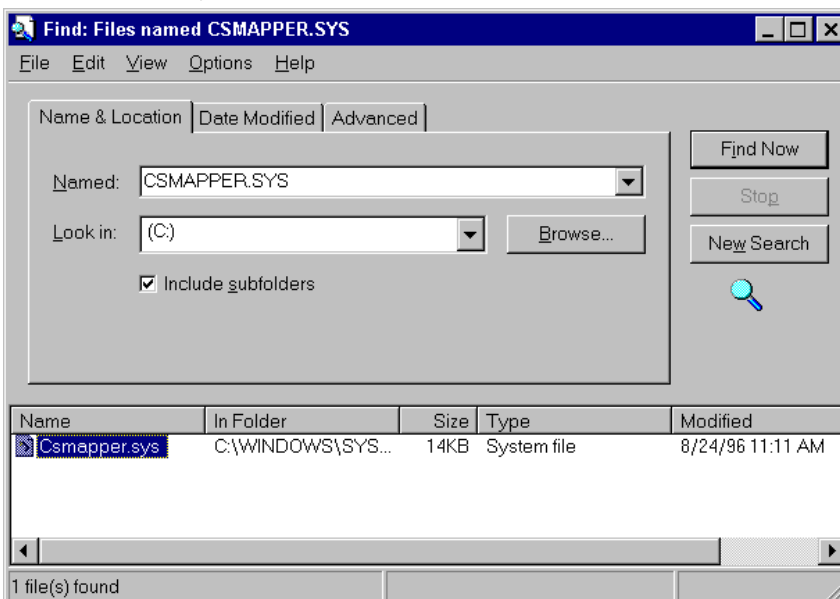 Find: Files named CSMAPPER.SYS
File Edit View Options Help
Name & Location Date Modified Advanced
Find Now
Named: CSMAPPER.SYS
Stop
Look in: (C:) Browse...
New Search
Include subfolders
Name In Folder Size Type Modified
Csmapper.sys C:\WINDOWS\SYS... 14KB System file 8/24/96 11:11 AM
1 file(s) found